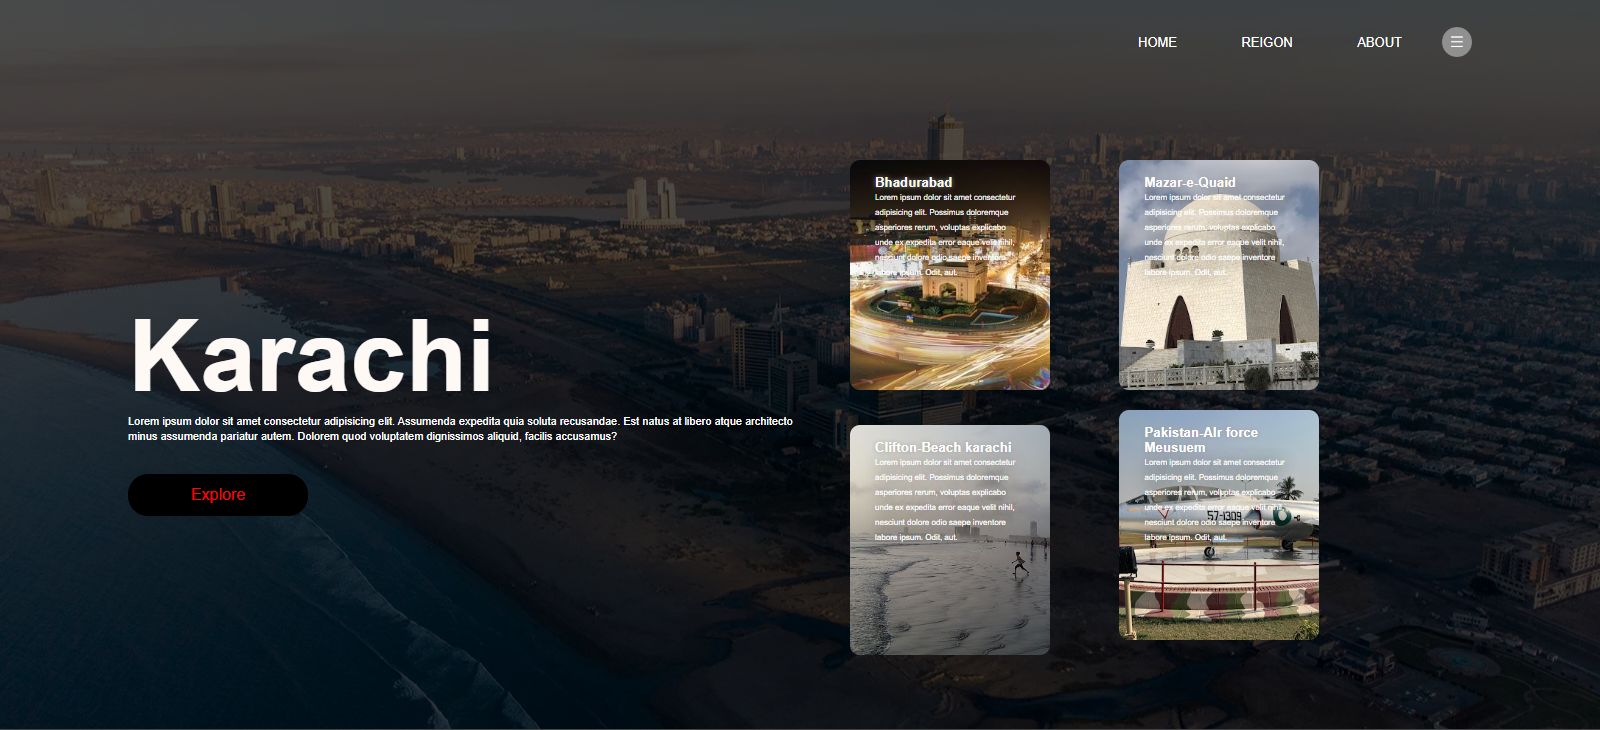 HOME REIGON ABOUT
Karachi
Lorem ipsum dolor sit amet consectetur adipisicing elit. Assumenda expedita quia soluta recusandae. Est natus at libero atque architecto
minus assumenda pariatur autem. Dolorem quod voluptatem dignissimos aliquid, facilis accusamus?
Explore
Bhadurabad
Lorem ipsum dolor sit amet consectetur
adipisicing elit. Possimus doloremque
asperiores rerum, voluptas explicabo
unde ex expedita error eaque velit nihil,
nesciunt dolore odio saepe inventore
labore ipsum. Odit, aut.
Mazar-e-Quaid
Lorem ipsum dolor sit amet consectetur
adipisicing elit. Possimus doloremque
asperiores rerum, voluptas explicabo
unde ex expedita error eaque velit nihil,
nesciunt dolore odio saepe inventore
labore ipsum. Odit, aut.
Clifton-Beach karachi
Lorem ipsum dolor sit amet consectetur
adipisicing elit. Possimus doloremque
asperiores rerum, voluptas explicabo
unde ex expedita error eaque velit nihil,
nesciunt dolore odio saepe inventore
labore ipsum. Odit, aut.
Pakistan-AIr force
Meusuem
Lorem ipsum dolor sit amet consectetur
adipisicing elit. Possimus doloremque
asperiores rerum, voluptas explicabo
unde ex expedita error eaque velit nihil,
nesciunt dolore odio saepe inventore
labore ipsum. Odit, aut.
57-1309